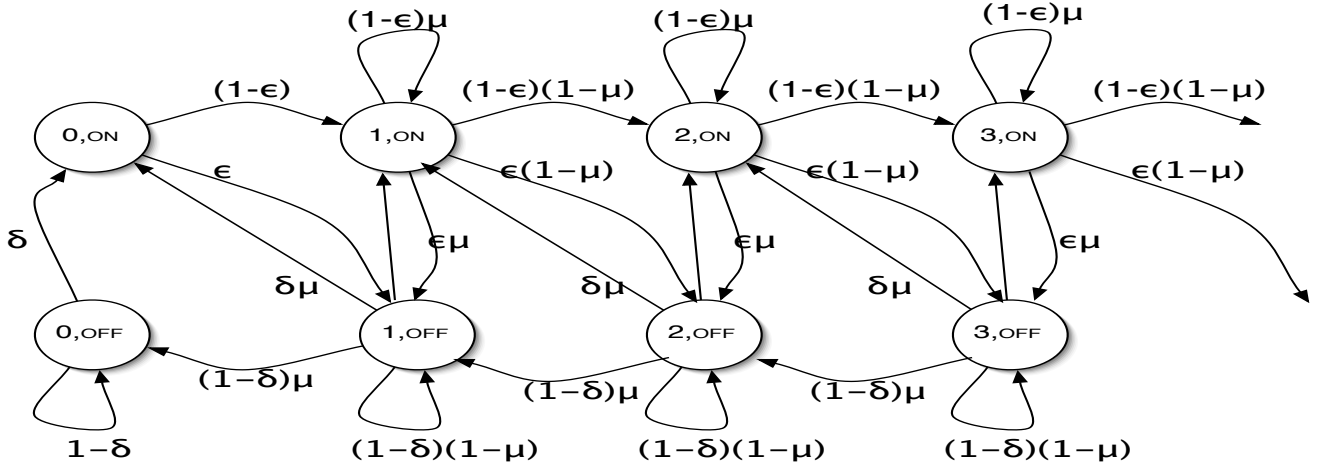 (1-ϵ)μ
(1-ϵ)μ
(1-ϵ)μ
(1-ϵ)
(1-ϵ)(1-μ)
(1-ϵ)(1-μ)
(1-ϵ)(1-μ)
0,ON
1,ON
2,ON
3,ON
ϵ
ϵ(1-μ)
ϵ(1-μ)
ϵ(1-μ)
δ
ϵμ
ϵμ
ϵμ
δμ
δμ
δμ
0,OFF
1,OFF
2,OFF
3,OFF
(1-δ)μ
(1-δ)μ
(1-δ)μ
1-δ
(1-δ)(1-μ)
(1-δ)(1-μ)
(1-δ)(1-μ)